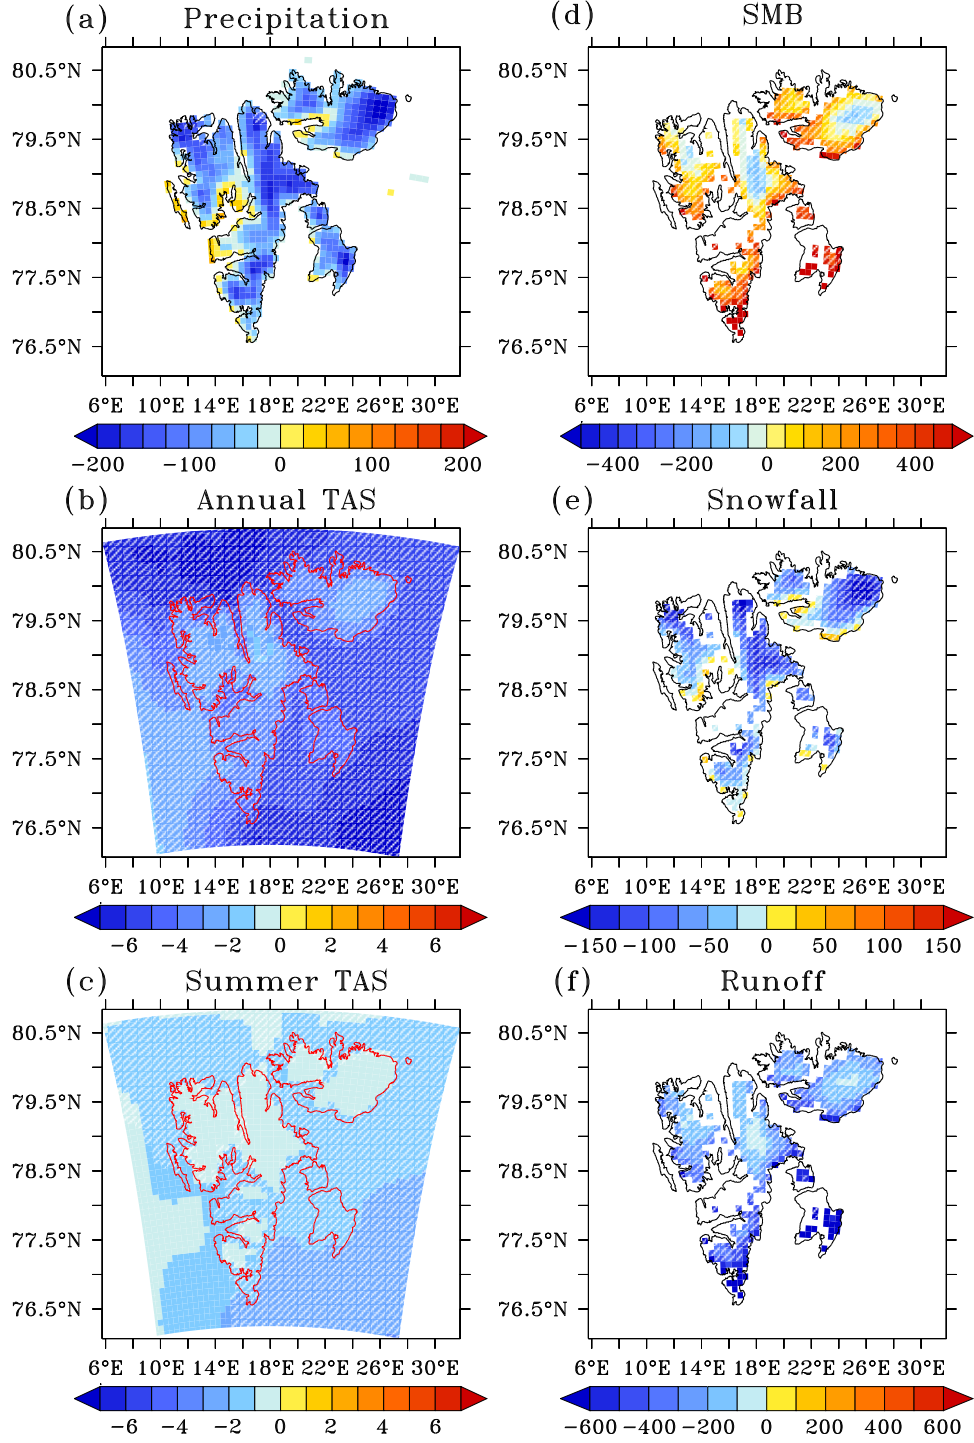 (a) Precipitation
80.5°N
79.5°N
78.5°N
77.5°N
76.5°N
6°E 10°E 14°E 18°E 22°E 26°E 30°E
-200 -100 0 100 200
(d) SMB
80.5°N
79.5°N
78.5°N
77.5°N
76.5°N
6°E 10°E 14°E 18°E 22°E 26°E 30°E
-400 -200 0 200 400
(b) Annual TAS
80.5°N
79.5°N
78.5°N
77.5°N
76.5°N
6°E 10°E 14°E 18°E 22°E 26°E 30°E
-6 -4 -2 0 2 4 6
(e) Snowfall
80.5°N
79.5°N
78.5°N
77.5°N
76.5°N
6°E 10°E 14°E 18°E 22°E 26°E 30°E
-150 -100 -50 0 50 100 150
(c) Summer TAS
80.5°N
79.5°N
78.5°N
77.5°N
76.5°N
6°E 10°E 14°E 18°E 22°E 26°E 30°E
-6 -4 -2 0 2 4 6
(f) Runoff
80.5°N
79.5°N
78.5°N
77.5°N
76.5°N
6°E 10°E 14°E 18°E 22°E 26°E 30°E
-600 -400 -200 0 200 400 600